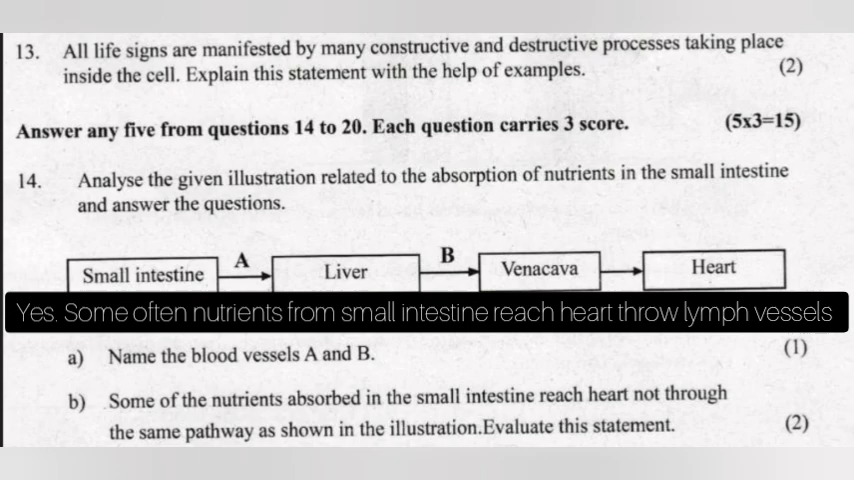 13. All life signs are manifested by many constructive and destructive processes taking place
inside the cell. Explain this statement with the help of examples. (2)
Answer any five from questions 14 to 20. Each question carries 3 score. (5x3=15)
14. Analyse the given illustration related to the absorption of nutrients in the small intestine
and answer the questions.
A B
Small intestine Liver Venacava Heart
Yes. Some often nutrients from small intestine reach heart throw lymph vessels
a) Name the blood vessels A and B. (1)
b) Some of the nutrients absorbed in the small intestine reach heart not through
the same pathway as shown in the illustration.Evaluate this statement. (2)